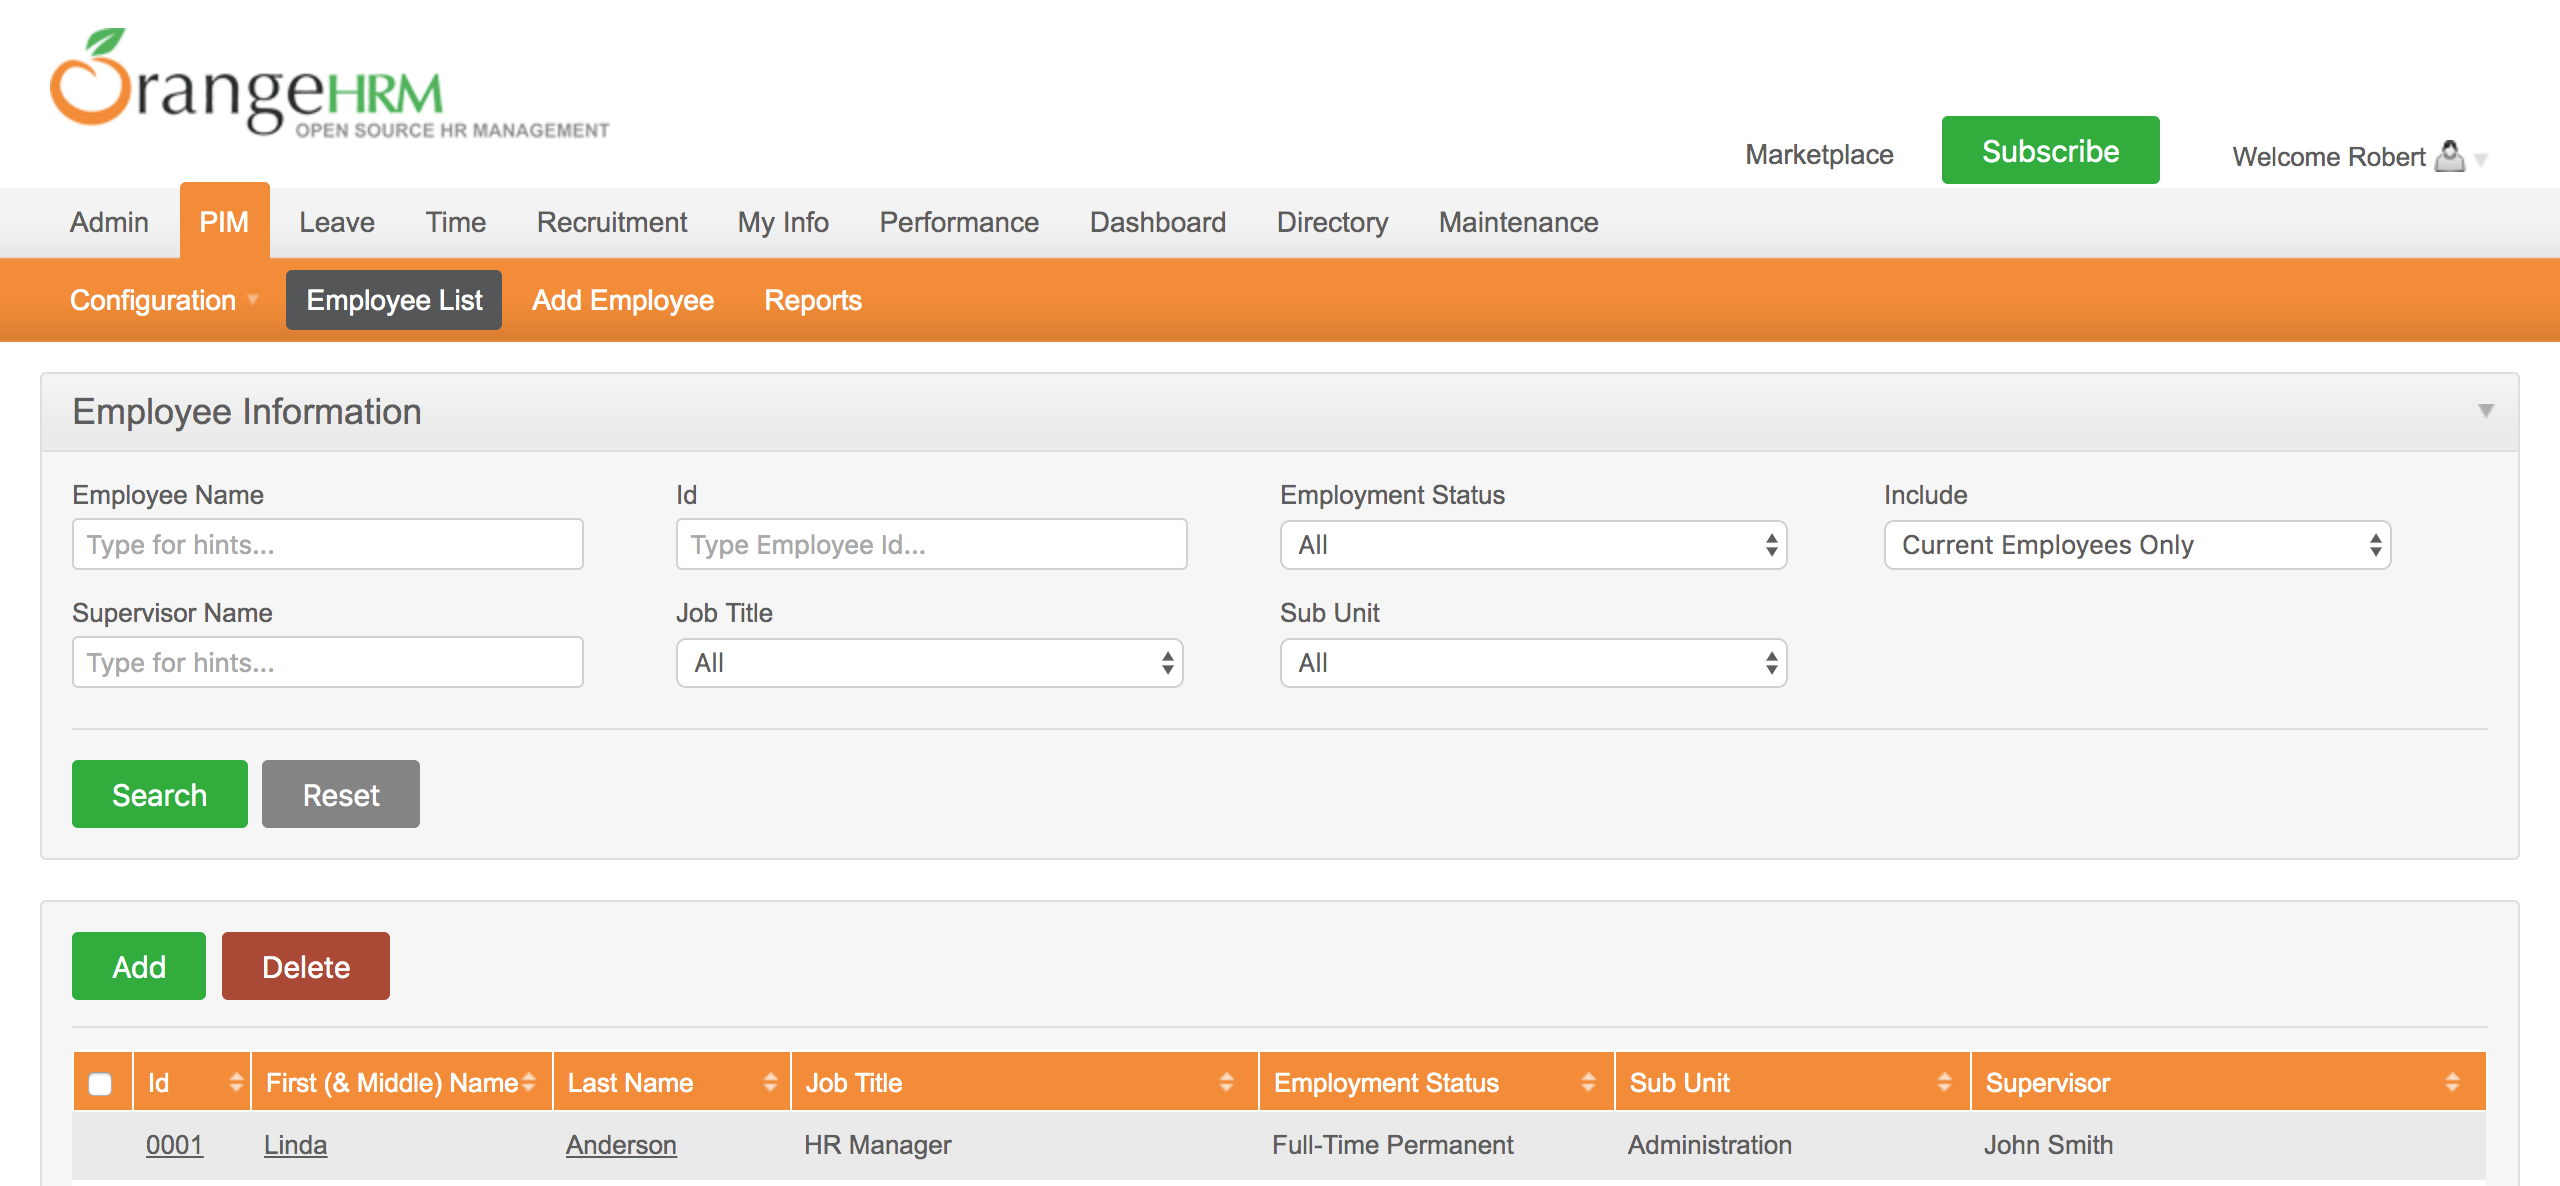 OrangeHRM
OPEN SOURCE HR MANAGEMENT
Marketplace Subscribe Welcome Robert
Admin PIM Leave Time Recruitment My Info Performance Dashboard Directory Maintenance
Configuration Employee List Add Employee Reports
Employee Information
Employee Name Id Employment Status Include
Type for hints... Type Employee Id... All Current Employees Only
Supervisor Name Job Title Sub Unit
Type for hints... All All
Search Reset
Add Delete
Id First (& Middle) Name Last Name Job Title Employment Status Sub Unit Supervisor
0001 Linda Anderson HR Manager Full-Time Permanent Administration John Smith